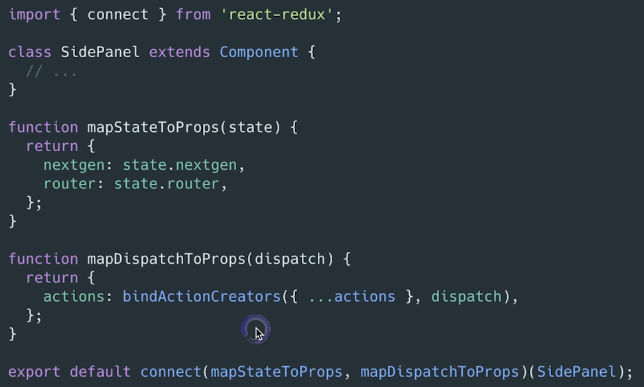 import { connect } from 'react-redux';
class SidePanel extends Component {
// ...
}
function mapStateToProps(state) {
return {
nextgen: state.nextgen,
router: state.router,
};
}
function mapDispatchToProps(dispatch) {
return {
actions: bindActionCreators({ ...actions }, dispatch),
};
}
export default connect(mapStateToProps, mapDispatchToProps)(SidePanel);